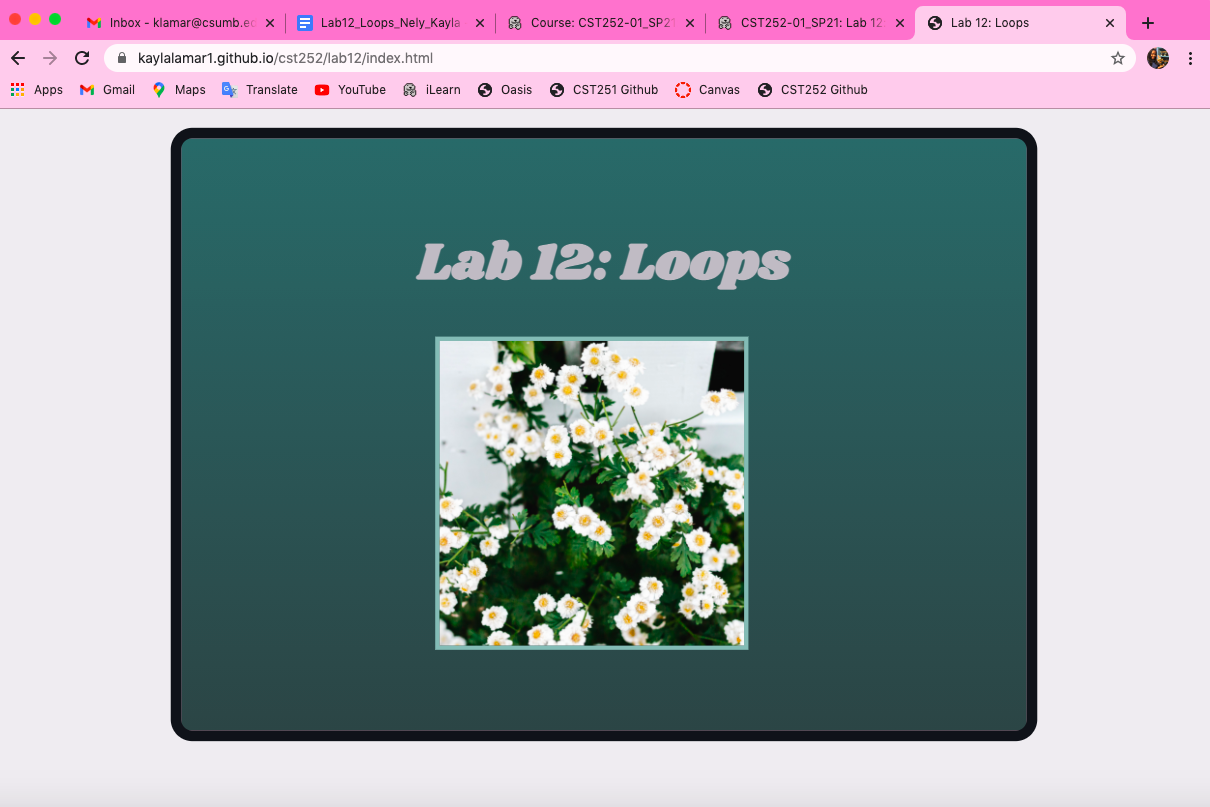 Inbox - klamar@csumb.ed
Lab12_Loops_Nely_Kayla
Course: CST252-01_SP21
CST252-01_SP21: Lab 12:
Lab 12: Loops
kaylalamar1.github.io/cst252/lab12/index.html
Apps Gmail Maps Translate YouTube iLearn Oasis CST251 Github Canvas CST252 Github
Lab 12: Loops